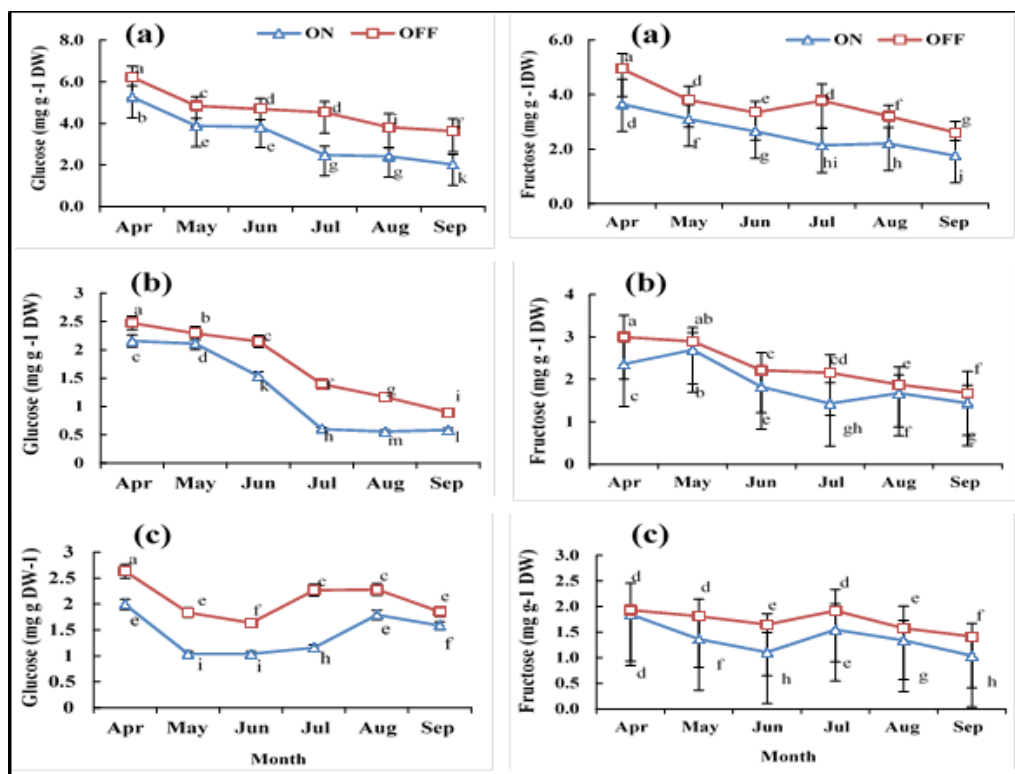 (a) ON OFF
Glucose (mg g -1 DW)
8.0
6.0
4.0
2.0
0.0
a c d d i
b e e g g k
Apr May Jun Jul Aug Sep
(a) ON OFF
Fructose (mg g -1DW)
6.0
4.0
2.0
0.0
a d e d f g
d f g hi h i
Apr May Jun Jul Aug Sep
(b)
Glucose (mg g -1 DW)
3
2.5
2
1.5
1
0.5
0
a b c g i
c d k h m l
Apr May Jun Jul Aug Sep
(b)
Fructose (mg g -1 DW)
4
3
2
1
0
a ab c cd e f
c b e gh f g
Apr May Jun Jul Aug Sep
(c)
Glucose (mg g DW-1)
3
2.5
2
1.5
1
0.5
0
a e f c c e
e i i h e f
Apr May Jun Jul Aug Sep
Month
(c)
Fructose (mg g-1 DW)
3.0
2.5
2.0
1.5
1.0
0.5
0.0
d d e d e f
d f h e g h
Apr May Jun Jul Aug Sep
Month